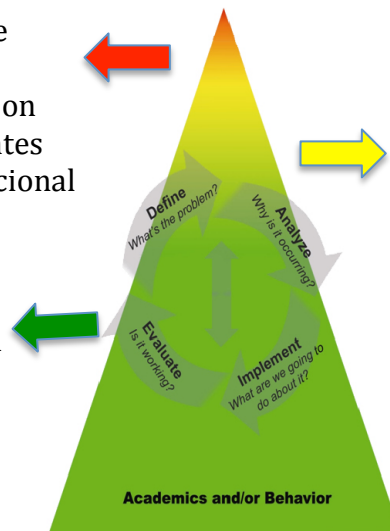 e
on
ntes
cional
Define
What's the problem?
Analyze
Why is it occurring?
Implement
What are we going to
do about it?
Evaluate
Is it working?
Academics and/or Behavior